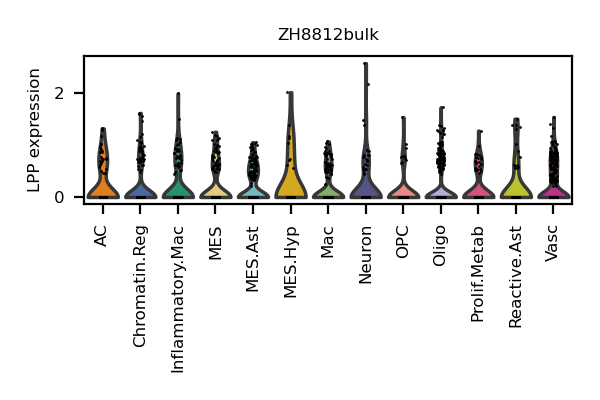 ZH8812bulk
LPP expression
2
0
AC
Chromatin.Reg
Inflammatory.Mac
MES
MES.Ast
MES.Hyp
Mac
Neuron
OPC
Oligo
Prolif.Metab
Reactive.Ast
Vasc